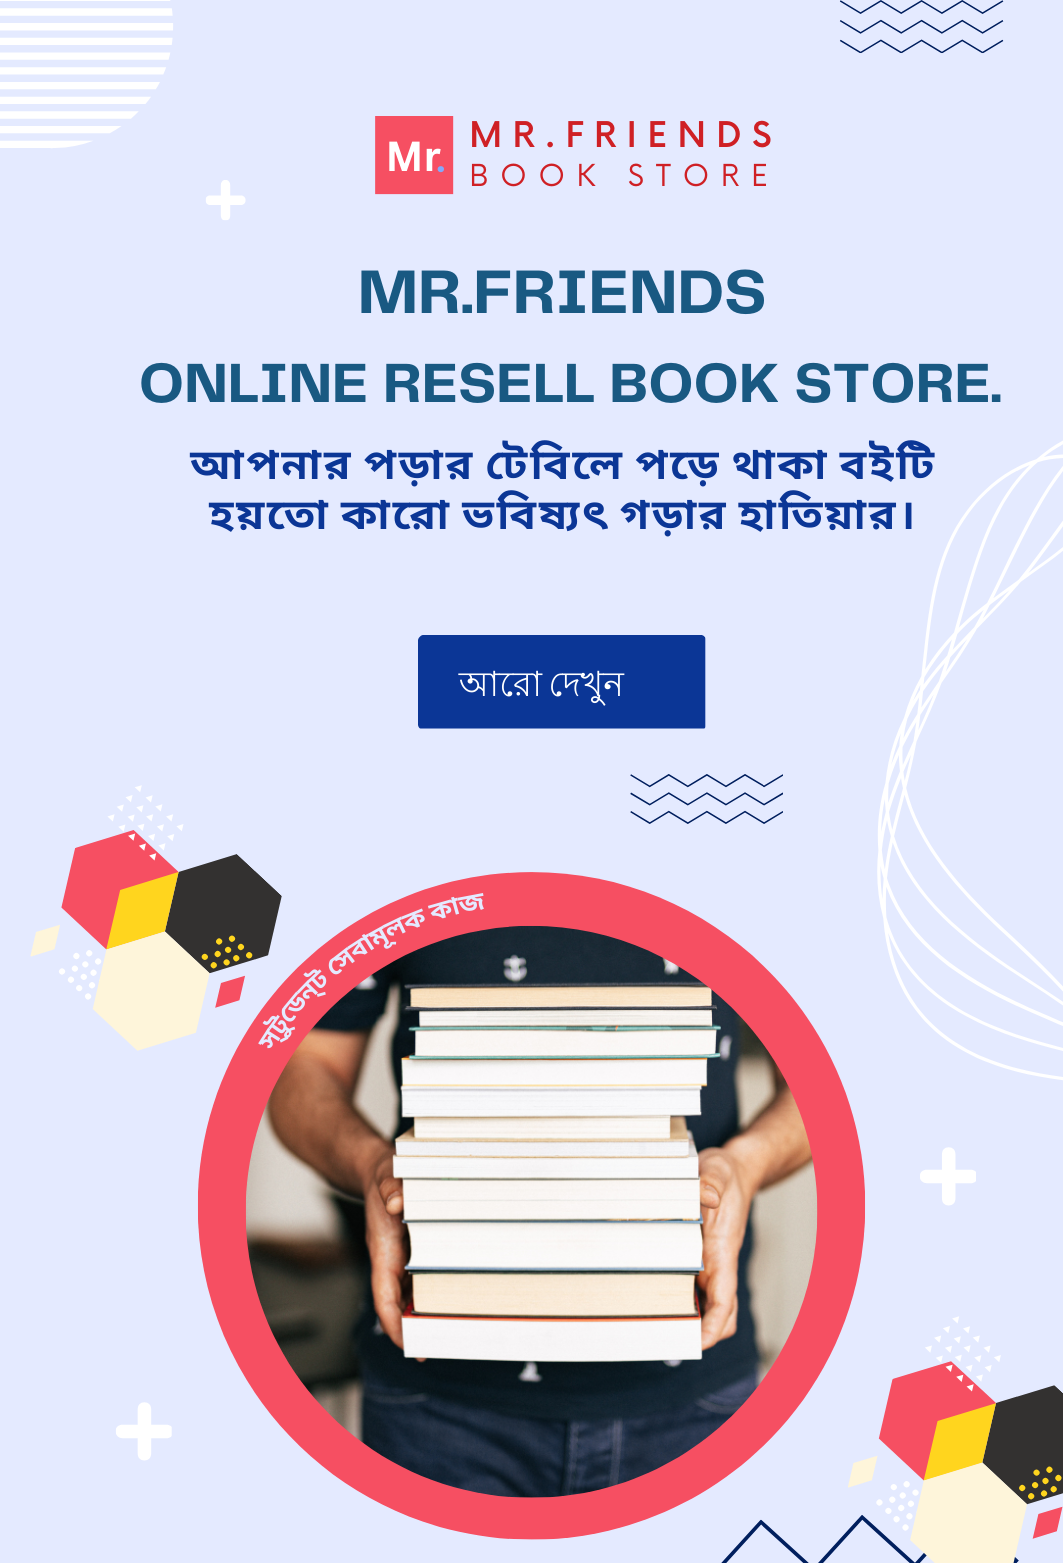 Mr.
MR.FRIENDS
BOOK STORE
MR.FRIENDS
ONLINE RESELL BOOK STORE.
আপনার পড়ার টেবিলে পড়ে থাকা বইটি
হয়তো কারো ভবিষ্যৎ গড়ার হাতিয়ার।
আরো দেখুন
স্টুডেন্ট সেবামূলক কাজ